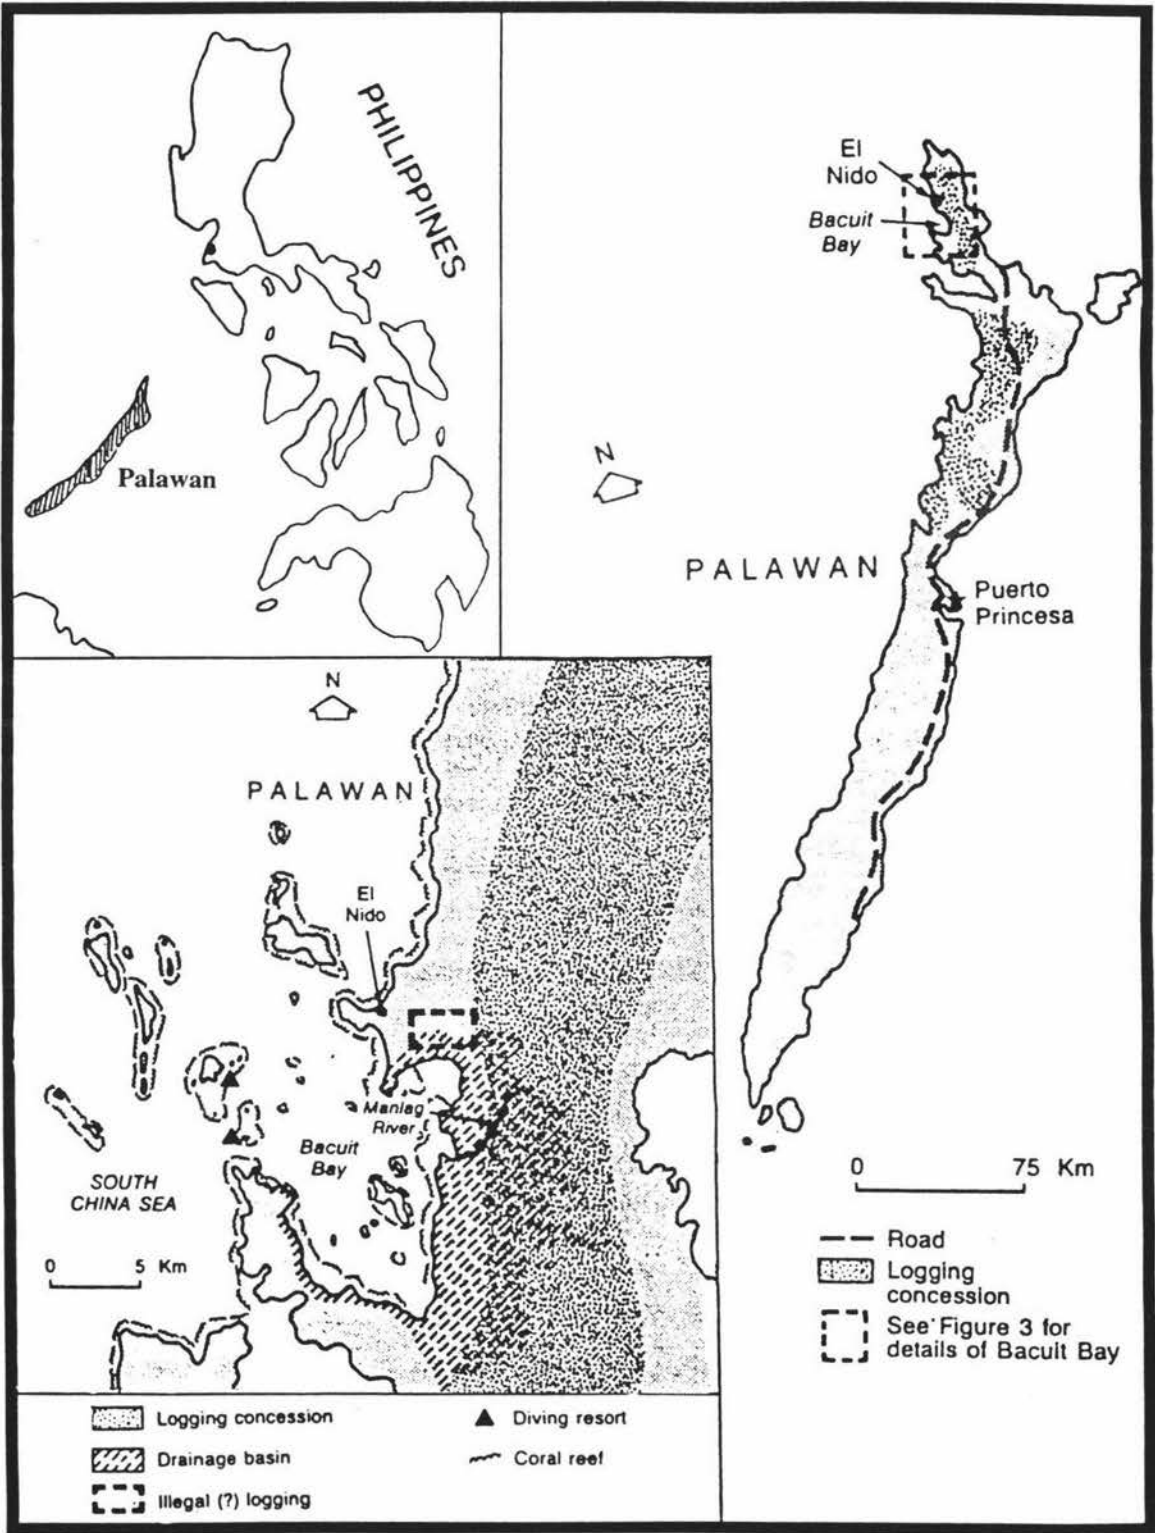 PHILIPPINES
Palawan
El
Nido
Bacuit
Bay
N
PALAWAN
Puerto
Princesa
0 75 Km
Road
Logging
concession
See Figure 3 for
details of Bacuit Bay
N
PALAWAN
El
Nido
Manlag
River
Bacuit
Bay
SOUTH
CHINA SEA
0 5 Km
Logging concession
Drainage basin
Illegal (?) logging
Diving resort
Coral reef